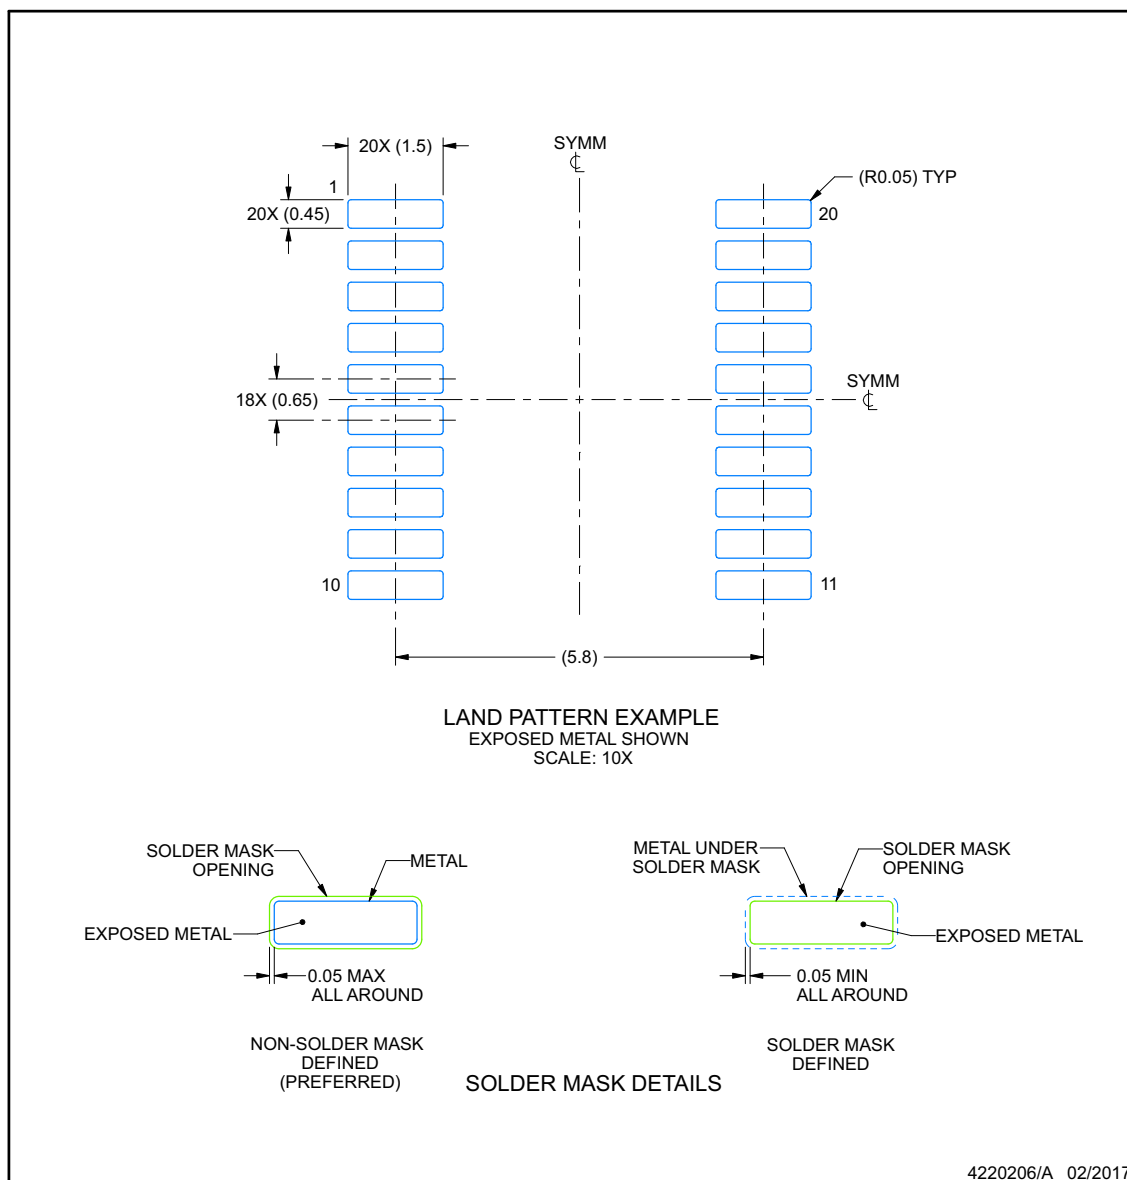 SYMM
℄
20X (1.5)
(R0.05) TYP
1
20X (0.45)
20
SYMM
℄
18X (0.65)
10
11
(5.8)
LAND PATTERN EXAMPLE
EXPOSED METAL SHOWN
SCALE: 10X
SOLDER MASK
OPENING
METAL
EXPOSED METAL
0.05 MAX
ALL AROUND
NON-SOLDER MASK
DEFINED
(PREFERRED)
METAL UNDER
SOLDER MASK
SOLDER MASK
OPENING
EXPOSED METAL
0.05 MIN
ALL AROUND
SOLDER MASK
DEFINED
SOLDER MASK DETAILS
4220206/A 02/2017